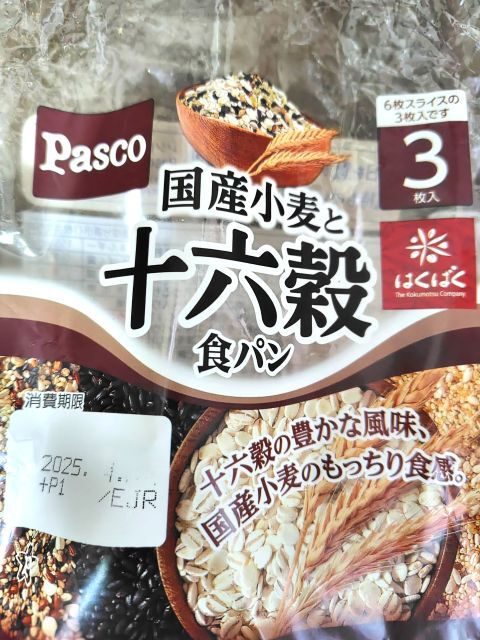 Pasco
6枚スライスの
3枚入です
3
枚入
国産小麦と
十六穀
食パン
はくばく
The Kokumotsu Company
消費期限
2025.
+P1
/EJR
十六穀の豊かな風味、
国産小麦のもっちり食感。